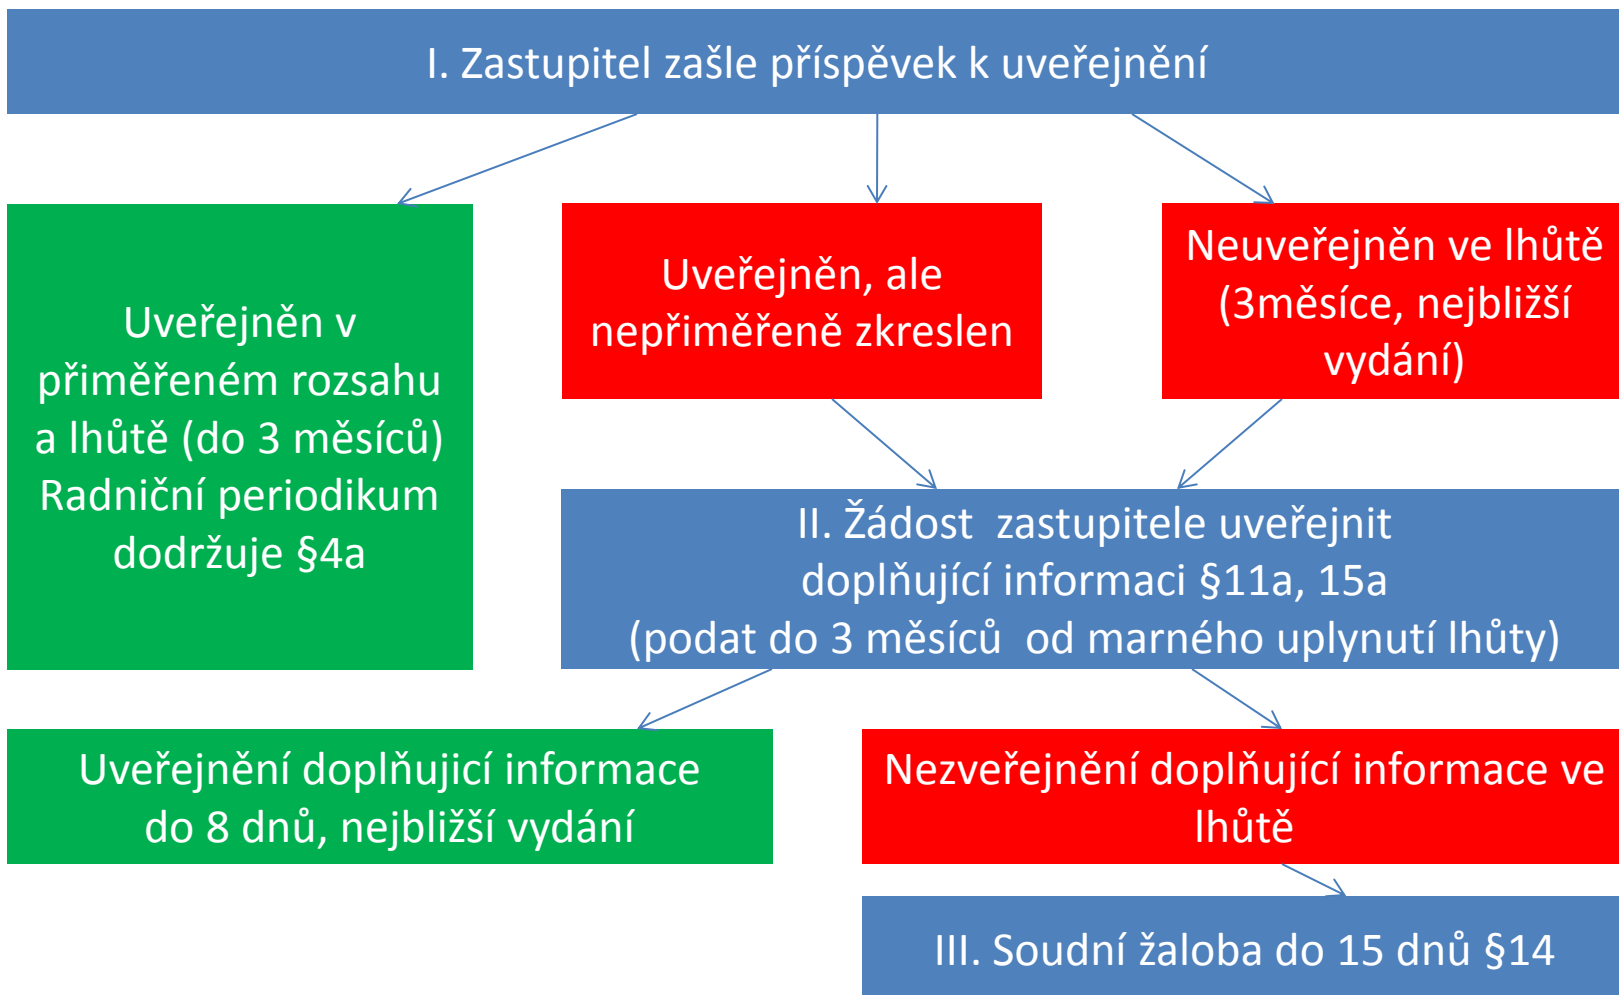 I. Zastupitel zašle příspěvek k uveřejnění
Uveřejněn v
přiměřeném rozsahu
a lhůtě (do 3 měsíců)
Radniční periodikum
dodržuje §4a
Uveřejněn, ale
nepřiměřeně zkreslen
Neuveřejněn ve lhůtě
(3měsíce, nejbližší
vydání)
II. Žádost zastupitele uveřejnit
doplňující informaci §11a, 15a
(podat do 3 měsíců od marného uplynutí lhůty)
Uveřejnění doplňujicí informace
do 8 dnů, nejbližší vydání
Nezveřejnění doplňující informace ve
lhůtě
III. Soudní žaloba do 15 dnů §14